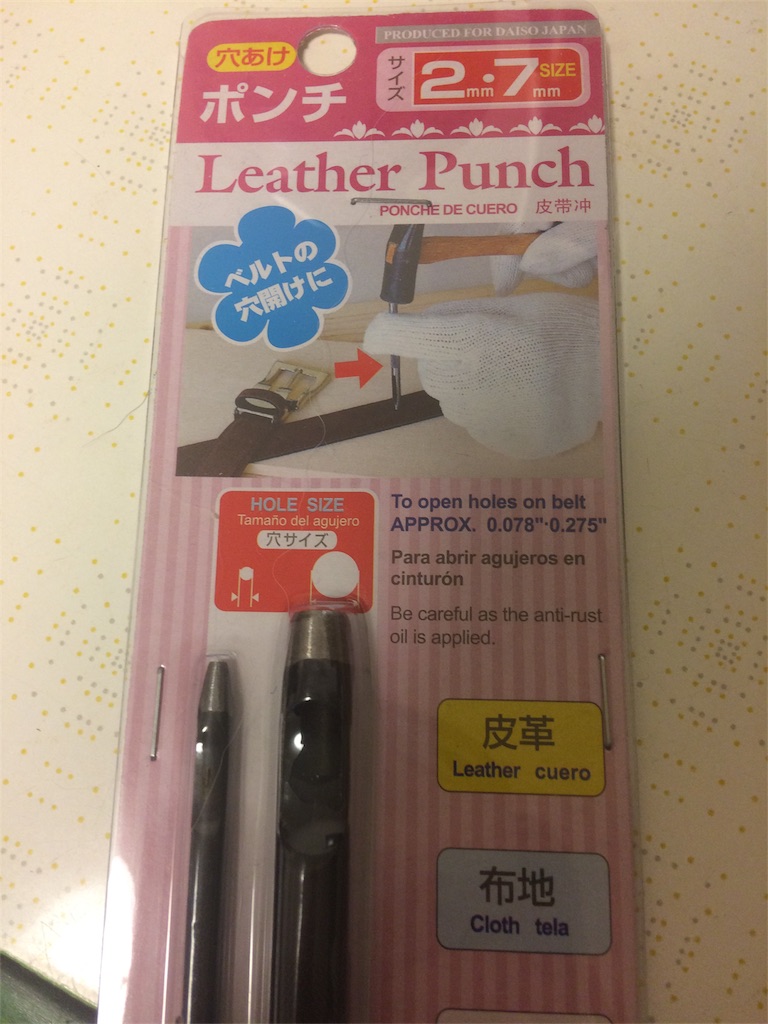 PRODUCED FOR DAISO JAPAN
穴あけ
ポンチ
サイズ
2mm・7mm SIZE
Leather Punch
PONCHE DE CUERO 皮带冲
ベルトの
穴開けに
HOLE SIZE
Tamaño del agujero
穴サイズ
To open holes on belt
APPROX. 0.078"·0.275"
Para abrir agujeros en
cinturón
Be careful as the anti-rust
oil is applied.
皮革
Leather cuero
布地
Cloth tela